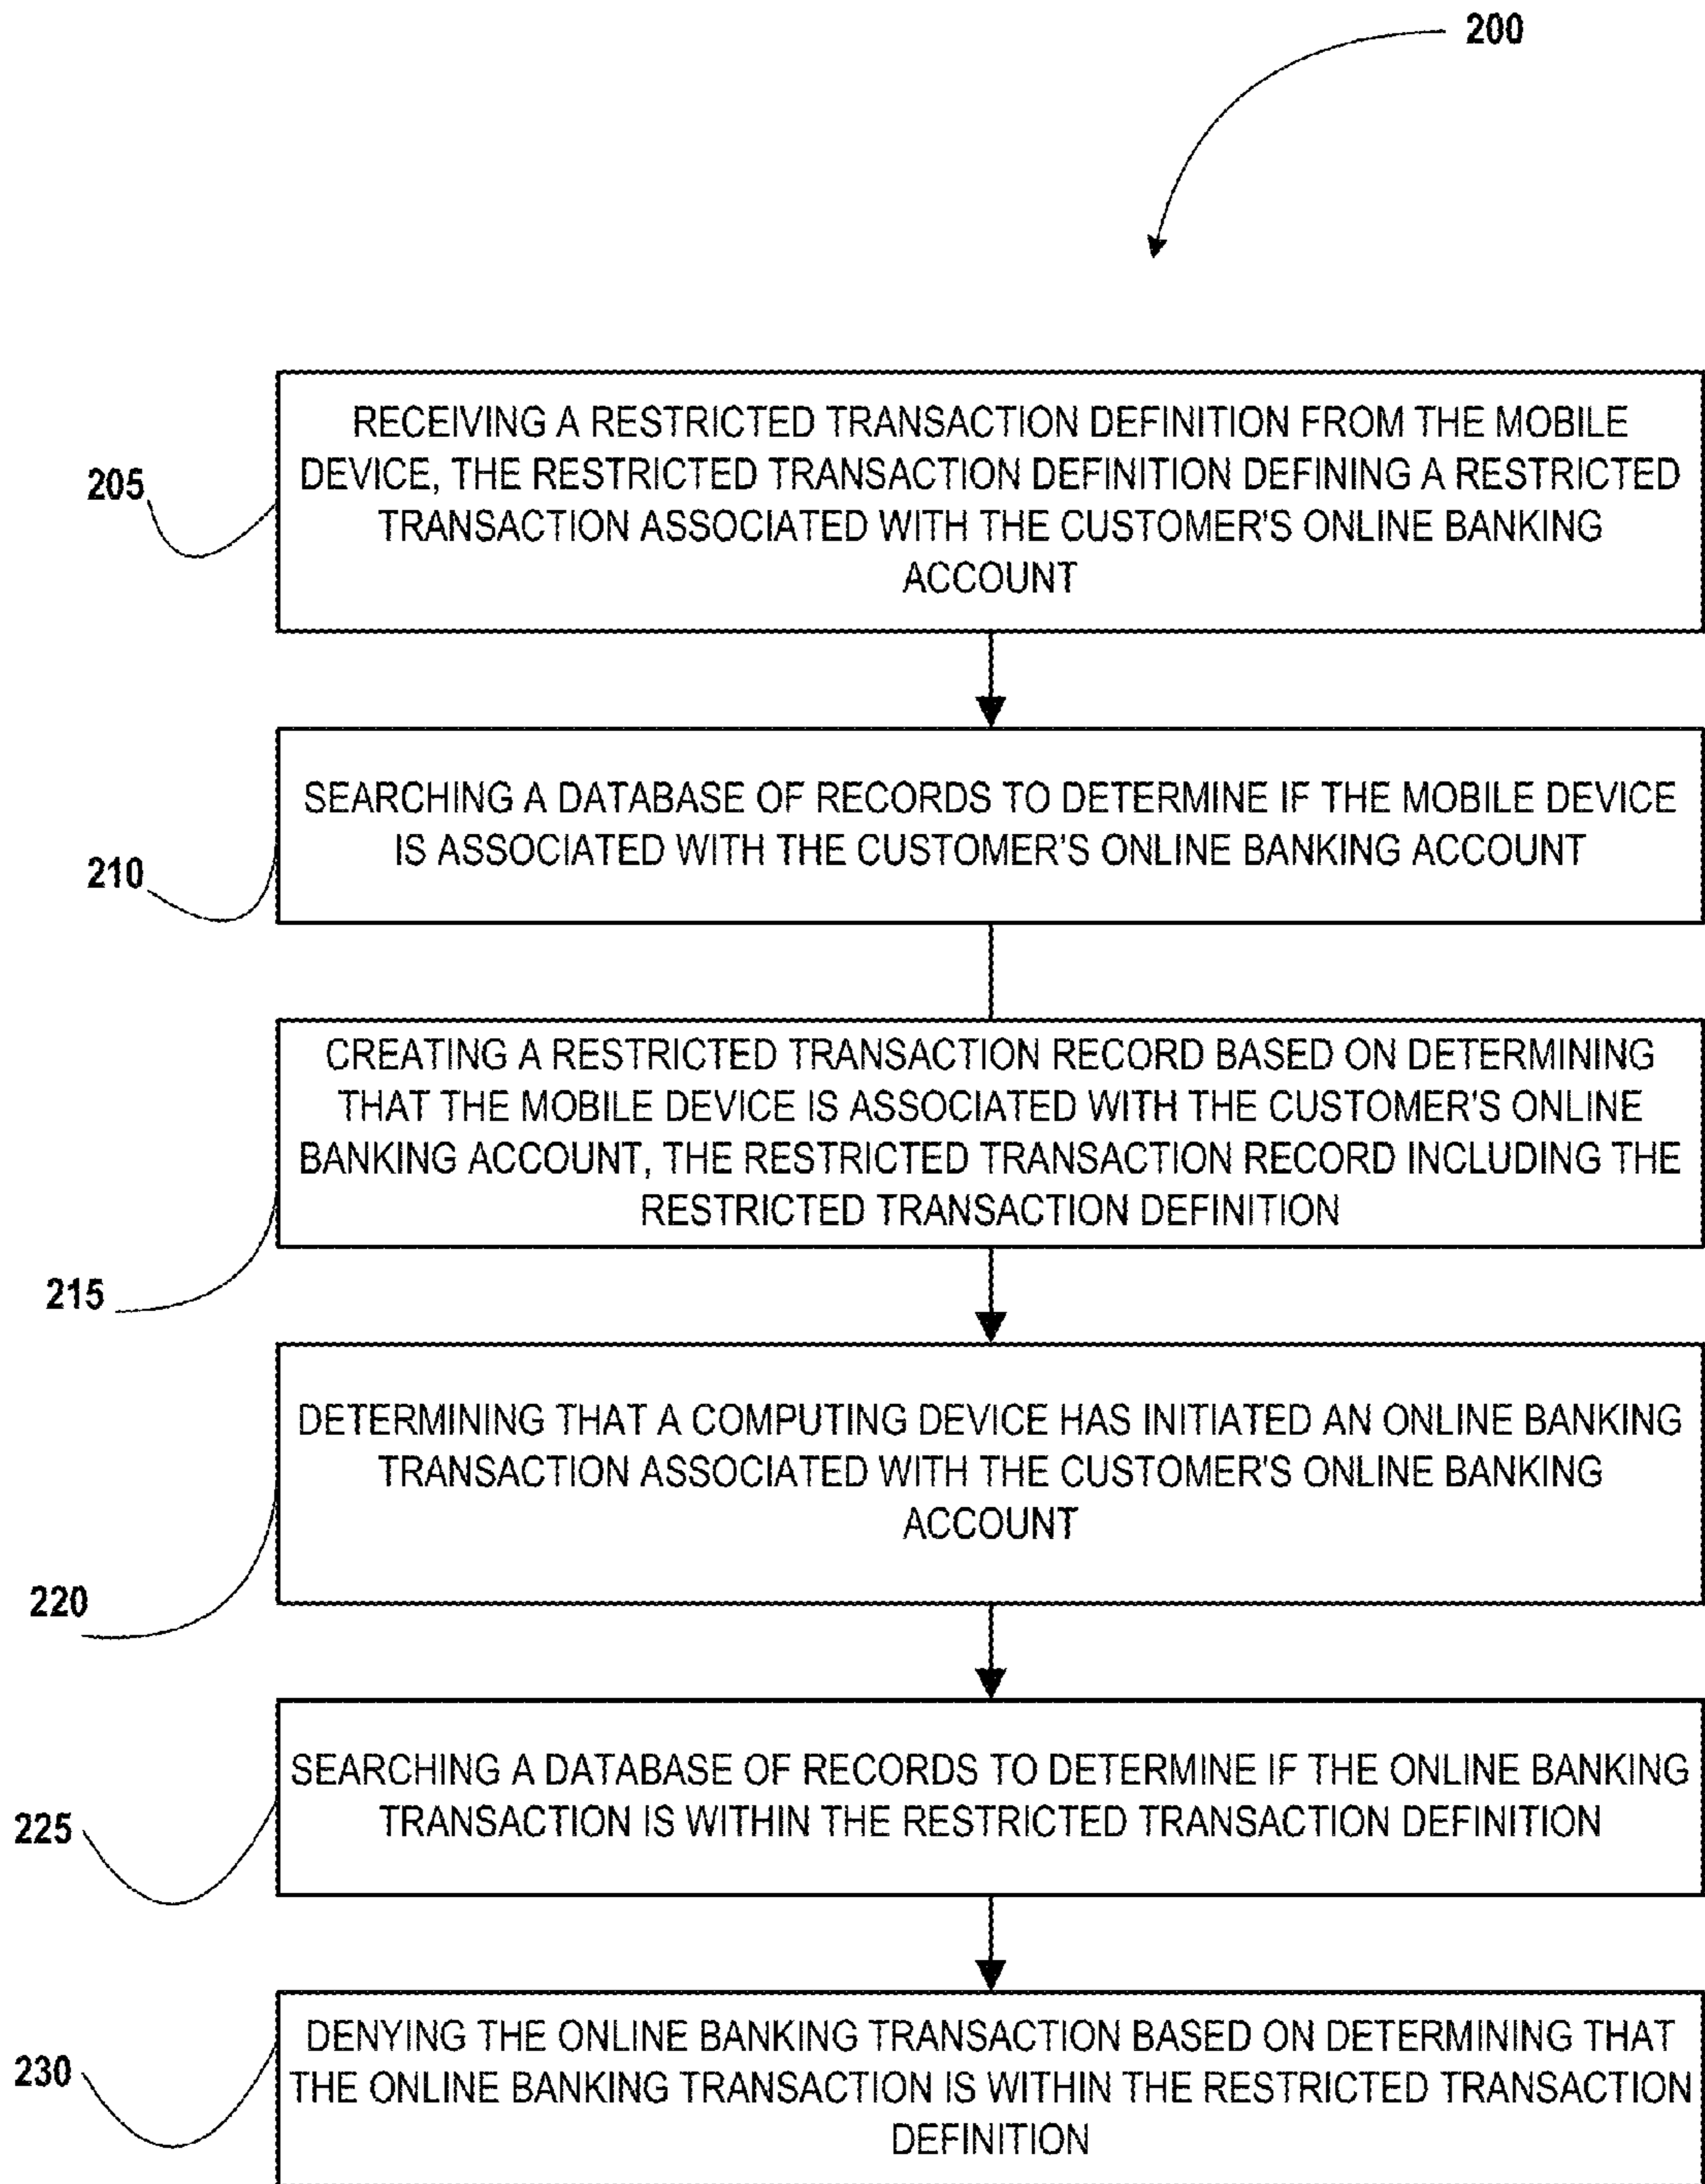 200
205
RECEIVING A RESTRICTED TRANSACTION DEFINITION FROM THE MOBILE
DEVICE, THE RESTRICTED TRANSACTION DEFINITION DEFINING A RESTRICTED
TRANSACTION ASSOCIATED WITH THE CUSTOMER'S ONLINE BANKING
ACCOUNT
210
SEARCHING A DATABASE OF RECORDS TO DETERMINE IF THE MOBILE DEVICE
IS ASSOCIATED WITH THE CUSTOMER'S ONLINE BANKING ACCOUNT
215
CREATING A RESTRICTED TRANSACTION RECORD BASED ON DETERMINING
THAT THE MOBILE DEVICE IS ASSOCIATED WITH THE CUSTOMER'S ONLINE
BANKING ACCOUNT, THE RESTRICTED TRANSACTION RECORD INCLUDING THE
RESTRICTED TRANSACTION DEFINITION
220
DETERMINING THAT A COMPUTING DEVICE HAS INITIATED AN ONLINE BANKING
TRANSACTION ASSOCIATED WITH THE CUSTOMER'S ONLINE BANKING
ACCOUNT
225
SEARCHING A DATABASE OF RECORDS TO DETERMINE IF THE ONLINE BANKING
TRANSACTION IS WITHIN THE RESTRICTED TRANSACTION DEFINITION
230
DENYING THE ONLINE BANKING TRANSACTION BASED ON DETERMINING THAT
THE ONLINE BANKING TRANSACTION IS WITHIN THE RESTRICTED TRANSACTION
DEFINITION